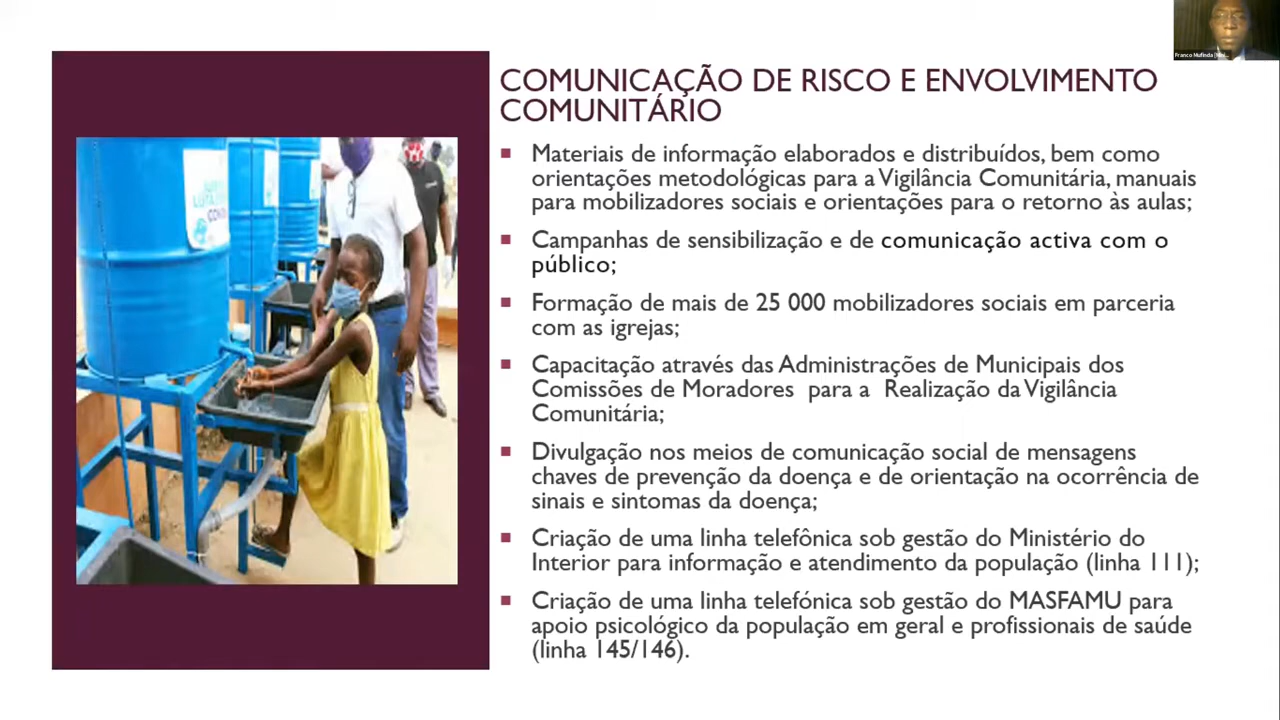 Franco Mufinda
COMUNICAÇÃO DE RISCO E ENVOLVIMENTO
COMUNITÁRIO
Materiais de informação elaborados e distribuídos, bem como
orientações metodológicas para a Vigilância Comunitária, manuais
para mobilizadores sociais e orientações para o retorno às aulas;
Campanhas de sensibilização e de comunicação activa com o
público;
Formação de mais de 25 000 mobilizadores sociais em parceria
com as igrejas;
Capacitação através das Administrações de Municipais dos
Comissões de Moradores para a Realização da Vigilância
Comunitária;
Divulgação nos meios de comunicação social de mensagens
chaves de prevenção da doença e de orientação na ocorrência de
sinais e sintomas da doença;
Criação de uma linha telefônica sob gestão do Ministério do
Interior para informação e atendimento da população (linha 111);
Criação de uma linha telefónica sob gestão do MASFAMU para
apoio psicológico da população em geral e profissionais de saúde
(linha 145/146).